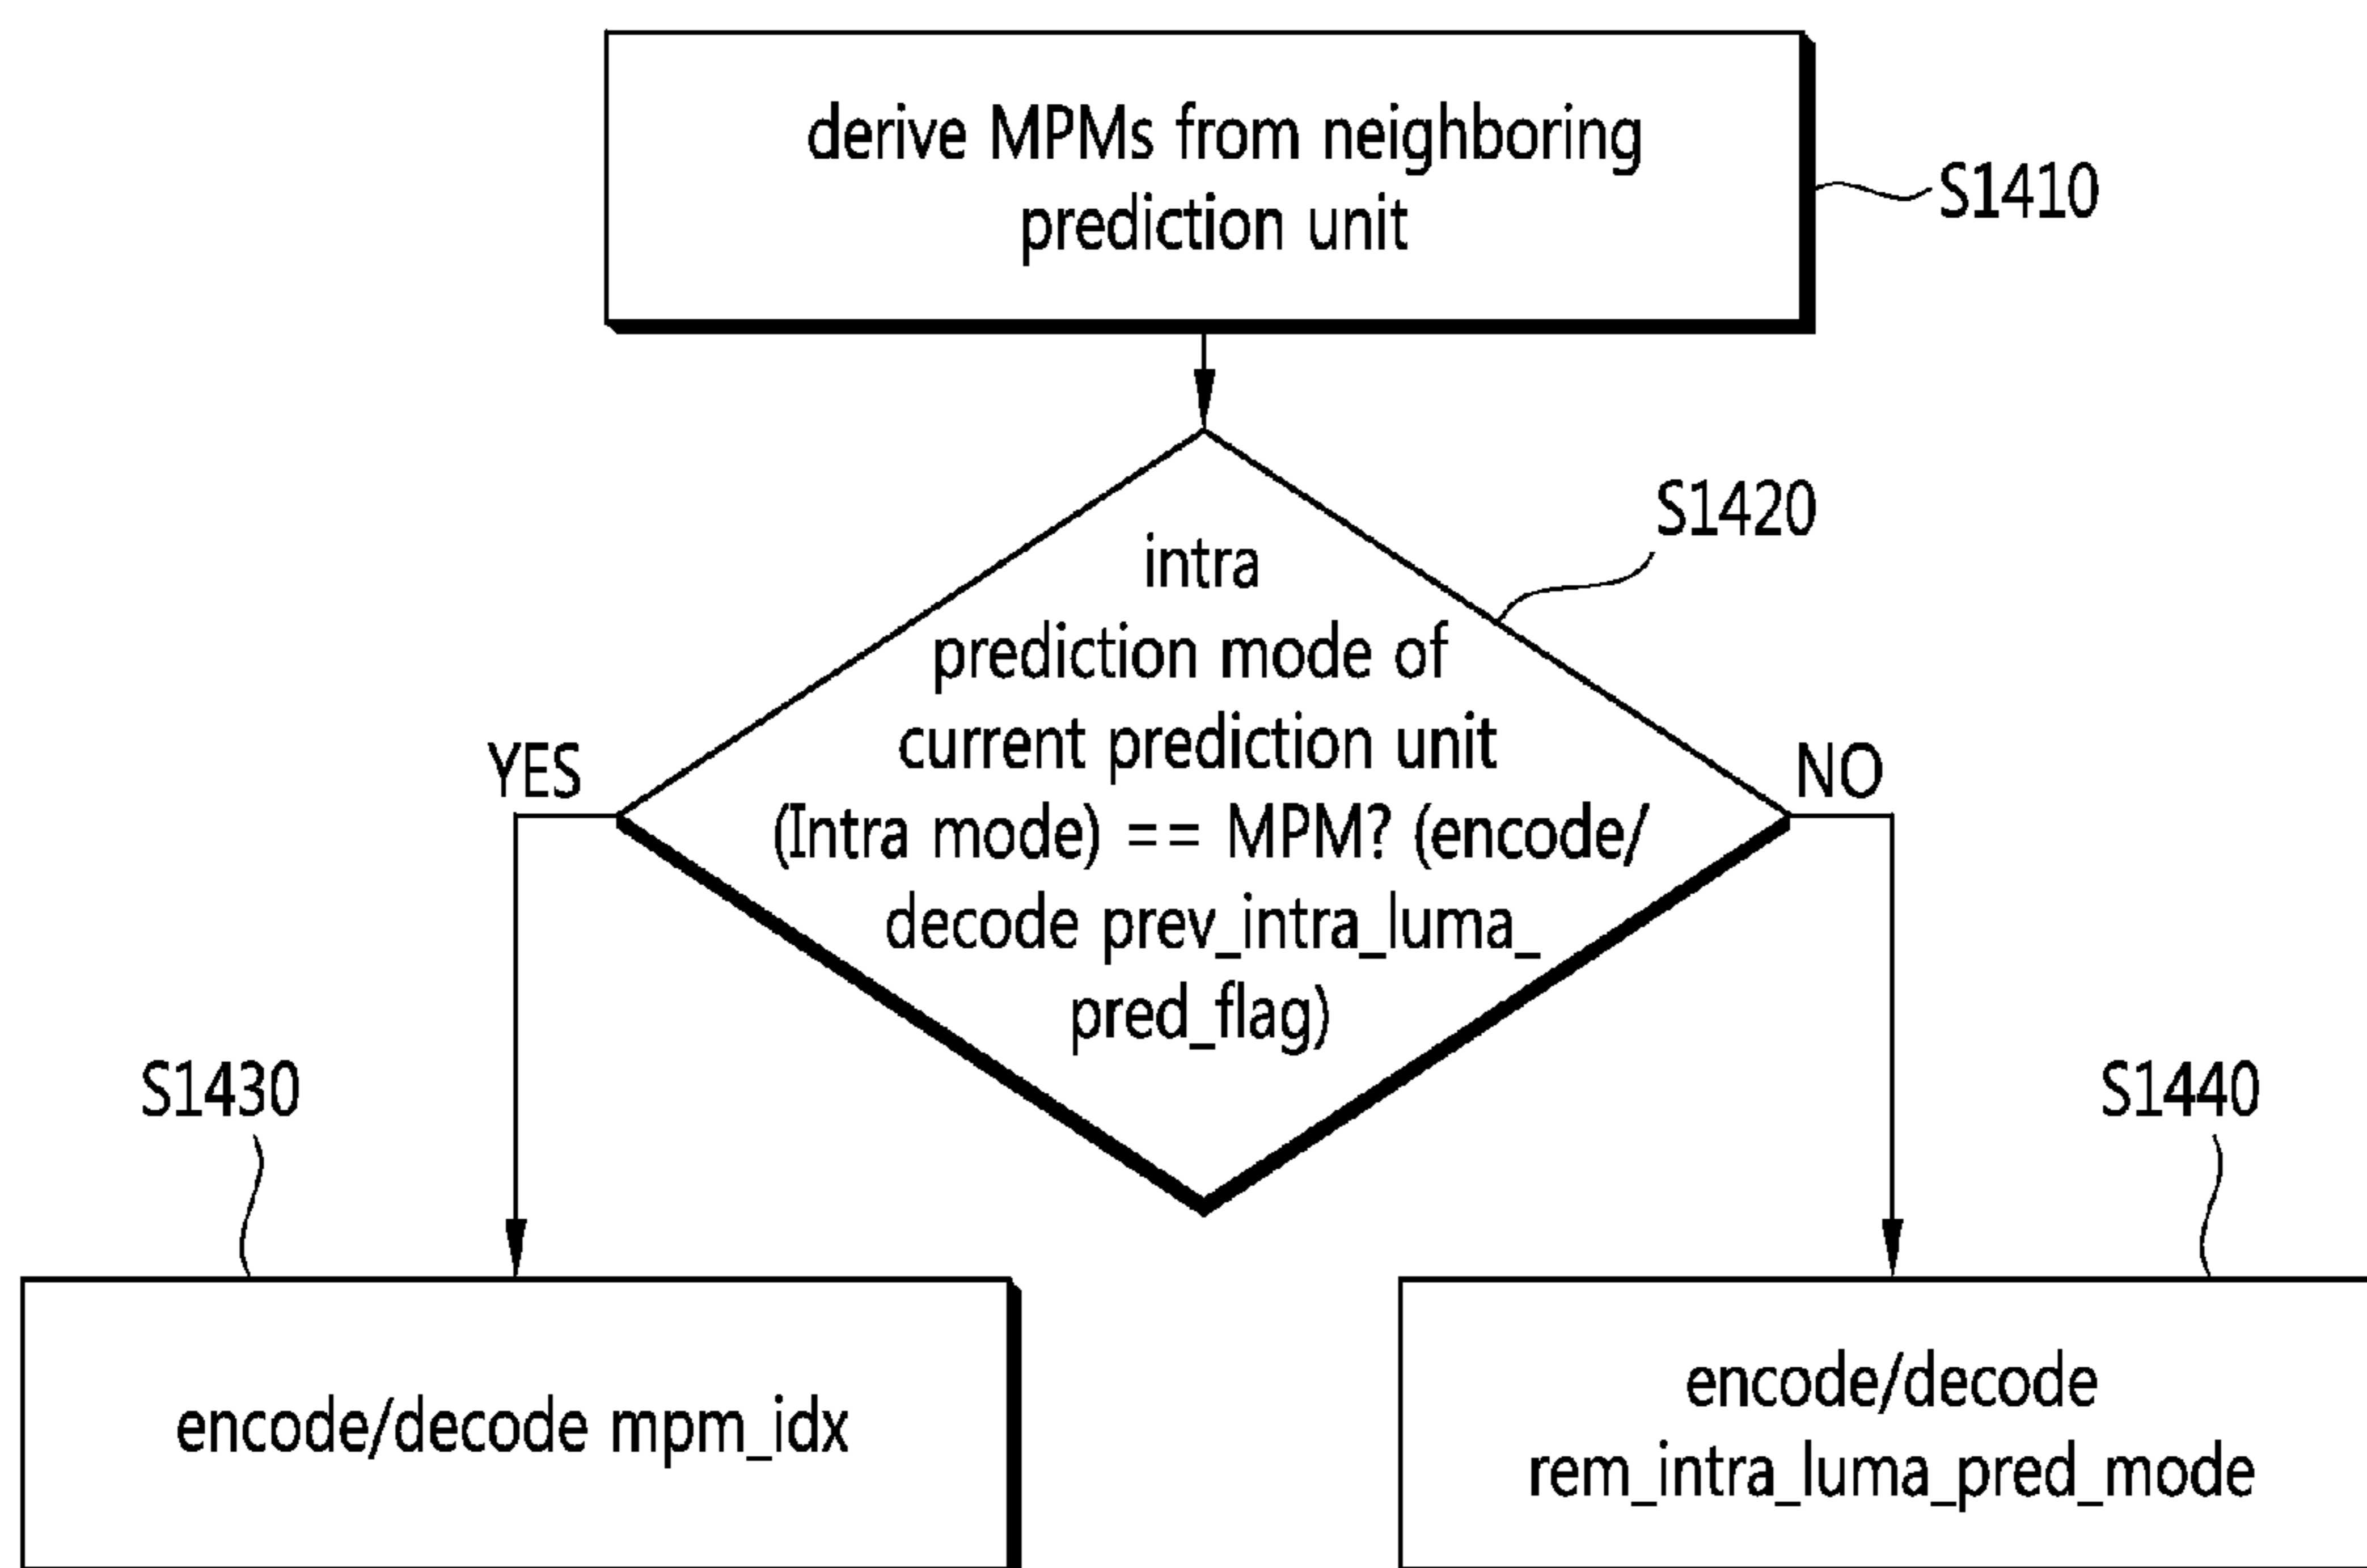 derive MPMs from neighboring
prediction unit
S1410
S1420
intra
prediction mode of
current prediction unit
(Intra mode) == MPM? (encode/
decode prev_intra_luma_
pred_flag)
YES
NO
S1430
S1440
encode/decode mpm_idx
encode/decode
rem_intra_luma_pred_mode